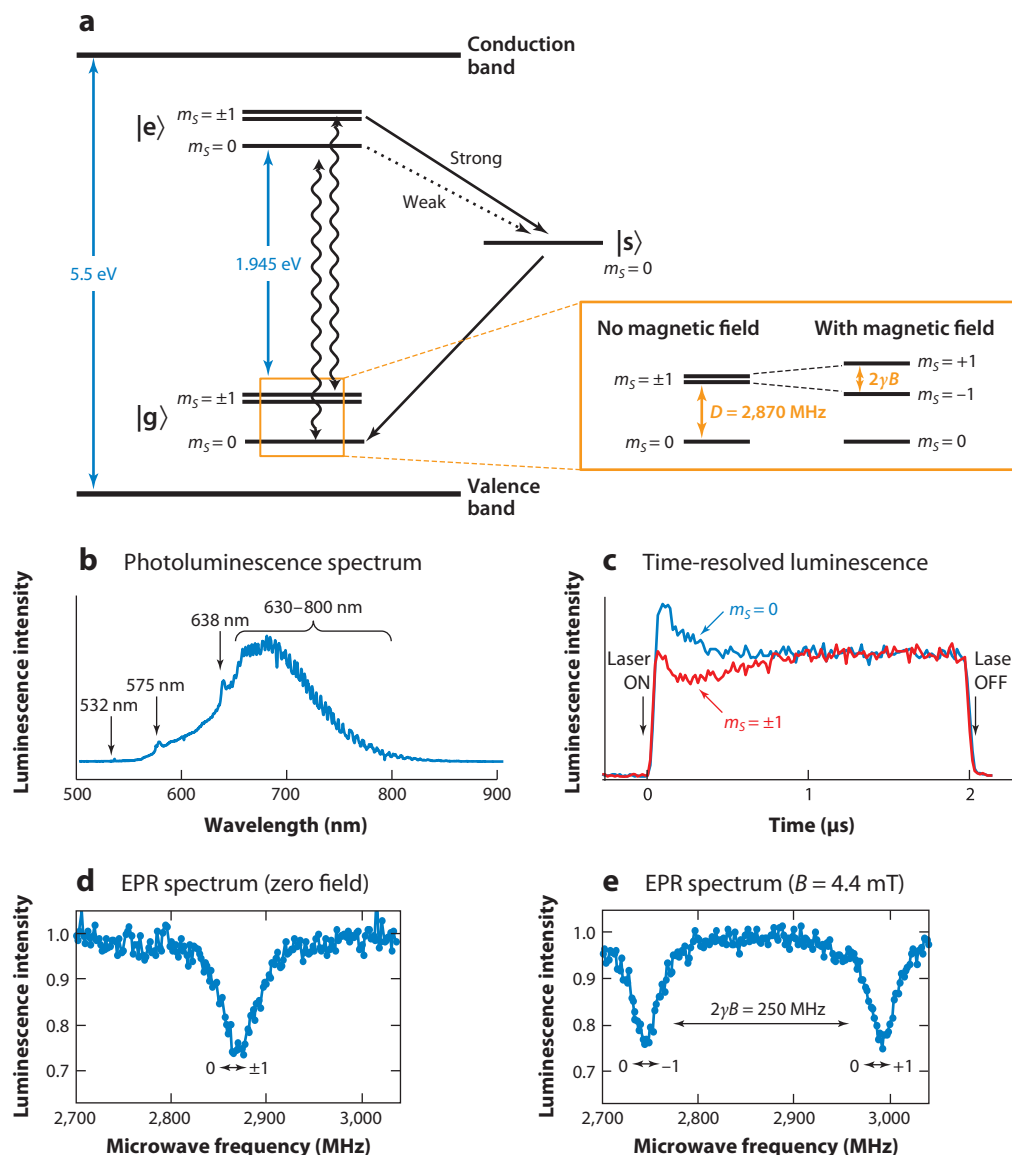 a
Conduction
band
mS = ±1
|e⟩
mS = 0
Strong
Weak
|s⟩
mS = 0
5.5 eV
1.945 eV
No magnetic field
With magnetic field
mS = +1
mS = ±1
2γB
mS = –1
D = 2,870 MHz
mS = 0
mS = 0
mS = ±1
|g⟩
mS = 0
Valence
band
b Photoluminescence spectrum
Luminescence intensity
630–800 nm
638 nm
575 nm
532 nm
500
600
700
800
900
Wavelength (nm)
c Time-resolved luminescence
Luminescence intensity
mS = 0
Laser
ON
Laser
OFF
mS = ±1
0
1
2
Time (µs)
d EPR spectrum (zero field)
Luminescence intensity
1.0
0.9
0.8
0.7
0 ±1
2,700
2,800
2,900
3,000
Microwave frequency (MHz)
e EPR spectrum (B = 4.4 mT)
Luminescence intensity
1.0
0.9
0.8
0.7
2γB = 250 MHz
0 –1
0 +1
2,700
2,800
2,900
3,000
Microwave frequency (MHz)